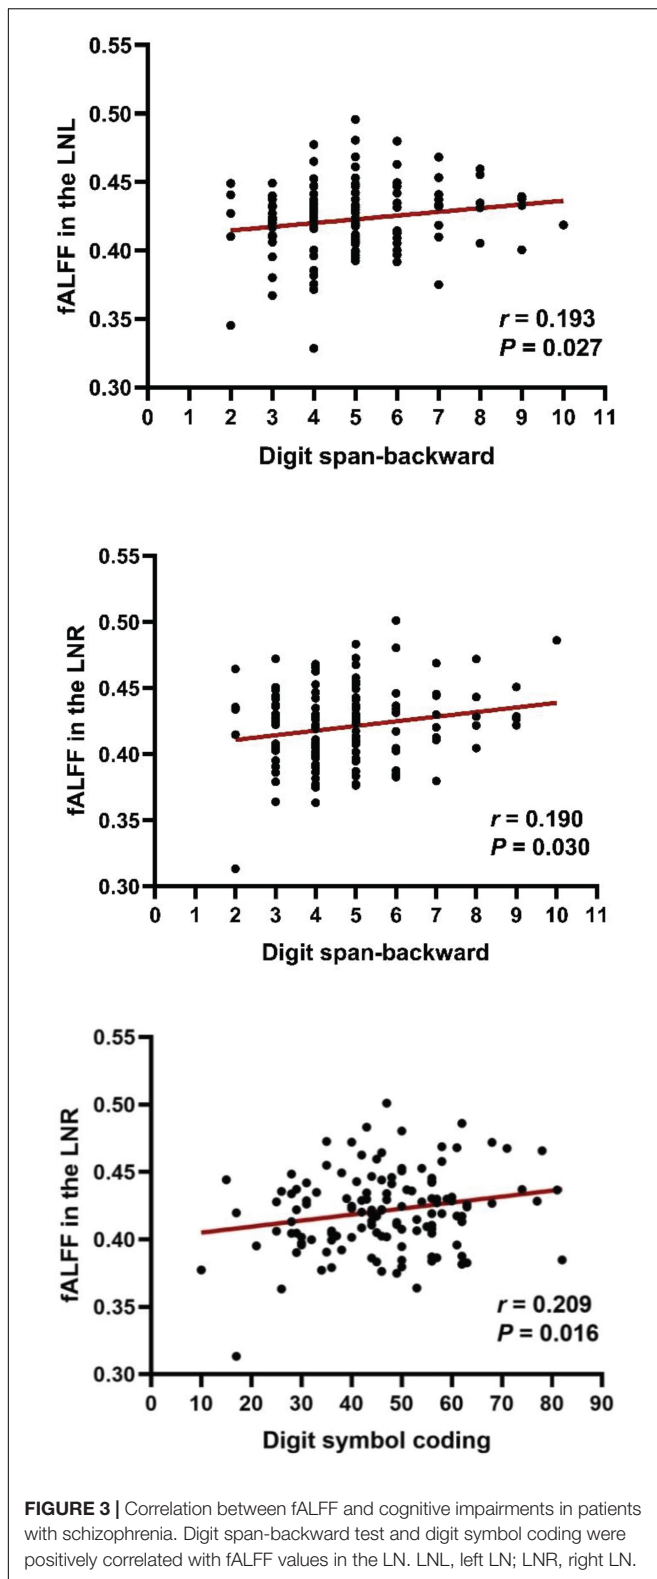 0.55
0.50
0.45
0.40
0.35
0.30
fALFF in the LNL
r = 0.193
P = 0.027
0 1 2 3 4 5 6 7 8 9 10 11
Digit span-backward
0.55
0.50
0.45
0.40
0.35
0.30
fALFF in the LNR
r = 0.190
P = 0.030
0 1 2 3 4 5 6 7 8 9 10 11
Digit span-backward
0.55
0.50
0.45
0.40
0.35
0.30
fALFF in the LNR
r = 0.209
P = 0.016
0 10 20 30 40 50 60 70 80 90
Digit symbol coding
FIGURE 3 | Correlation between fALFF and cognitive impairments in patients
with schizophrenia. Digit span-backward test and digit symbol coding were
positively correlated with fALFF values in the LN. LNL, left LN; LNR, right LN.